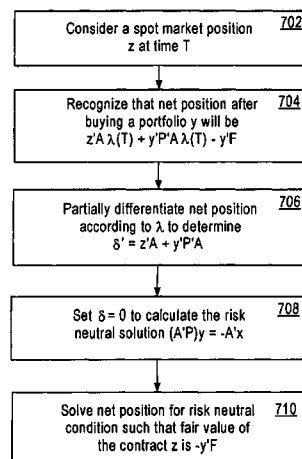 702
Consider a spot market position
z at time T
704
Recognize that net position after
buying a portfolio y will be
z'A λ(T) + y'P'A λ(T) - y'F
706
Partially differentiate net position
according to λ to determine
δ' = z'A + y'P'A
708
Set δ = 0 to calculate the risk
neutral solution (A'P)y = -A'x
710
Solve net position for risk neutral
condition such that fair value
of the contract z is -y'F